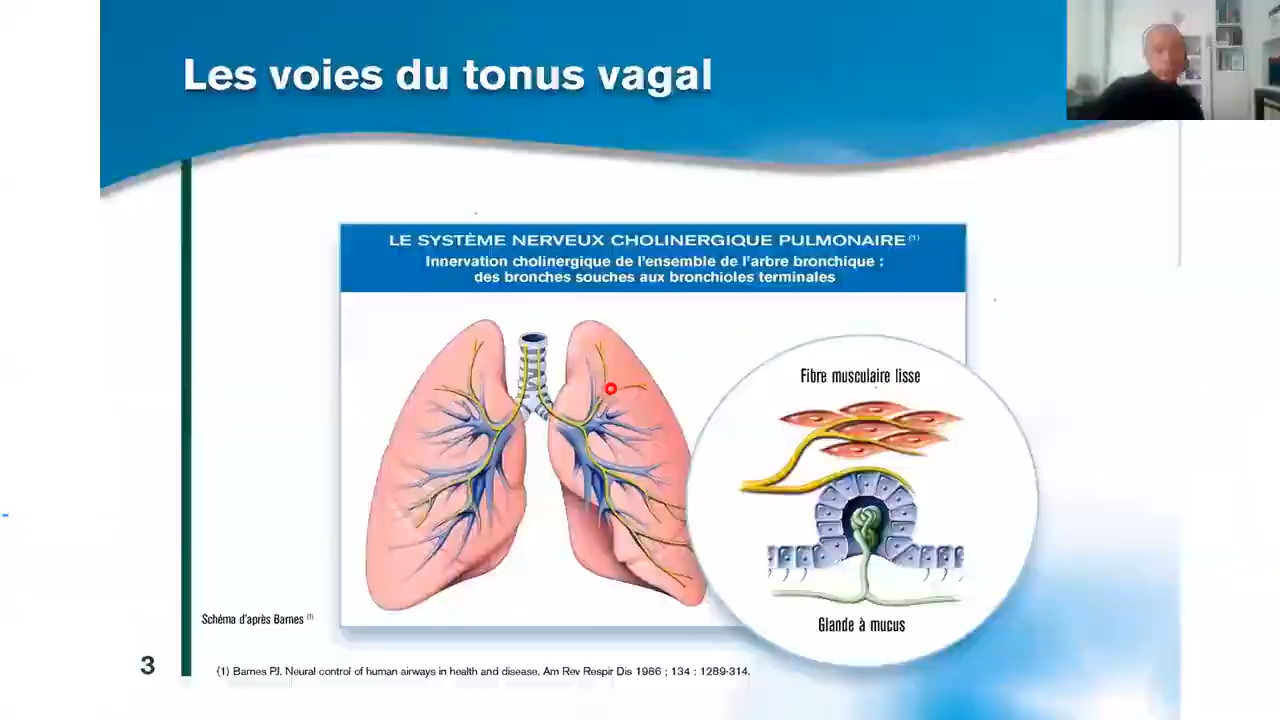 Les voies du tonus vagal
LE SYSTÈME NERVEUX CHOLINERGIQUE PULMONAIRE (1)
Innervation cholinergique de l'ensemble de l'arbre bronchique :
des bronches souches aux bronchioles terminales
Fibre musculaire lisse
Glande à mucus
Schéma d'après Barnes (1)
3
(1) Barnes PJ. Neural control of human airways in health and disease. Am Rev Respir Dis 1986 ; 134 : 1289-314.